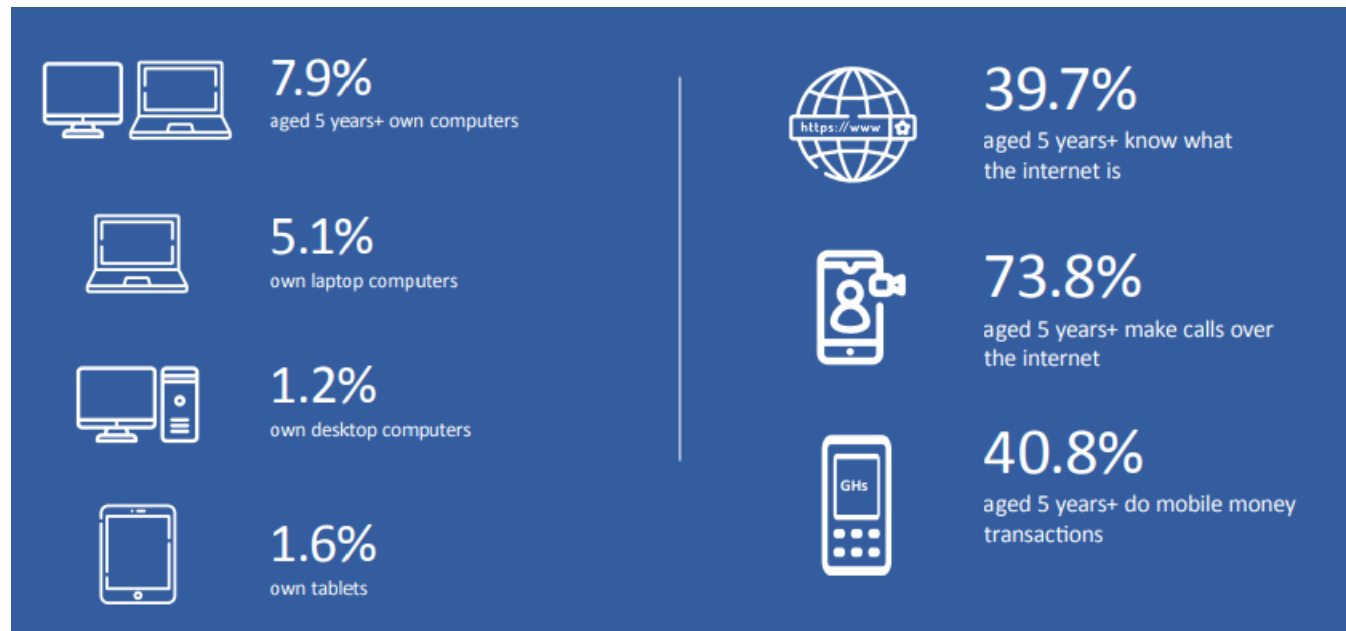 7.9%
aged 5 years+ own computers
5.1%
own laptop computers
1.2%
own desktop computers
1.6%
own tablets
https://www
39.7%
aged 5 years+ know what
the internet is
73.8%
aged 5 years+ make calls over
the internet
GHs
40.8%
aged 5 years+ do mobile money
transactions